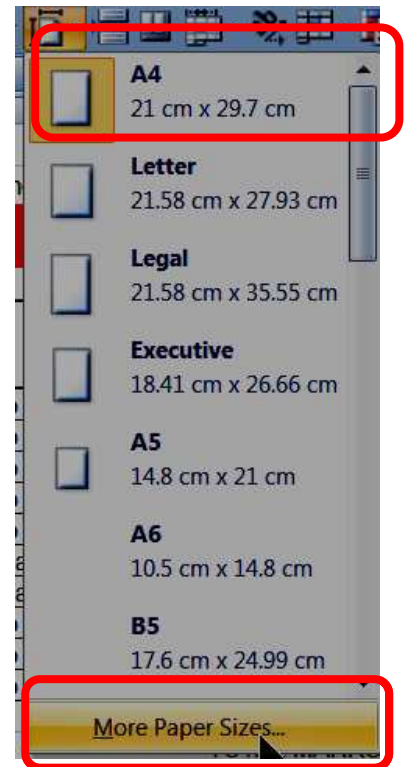 A4
21 cm x 29.7 cm
Letter
21.58 cm x 27.93 cm
Legal
21.58 cm x 35.55 cm
Executive
18.41 cm x 26.66 cm
A5
14.8 cm x 21 cm
A6
10.5 cm x 14.8 cm
B5
17.6 cm x 24.99 cm
More Paper Sizes...